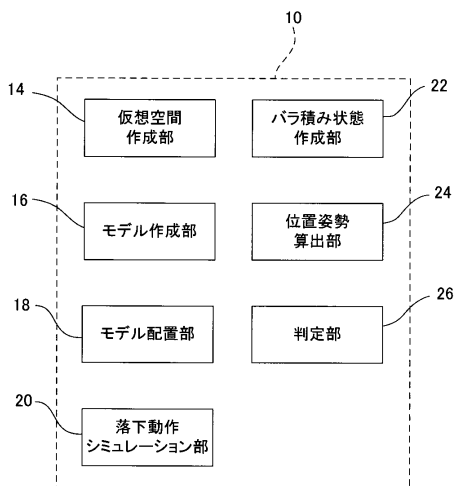 10
14
仮想空間
作成部
22
バラ積み状態
作成部
16
モデル作成部
24
位置姿勢
算出部
18
モデル配置部
26
判定部
20
落下動作
シミュレーション部